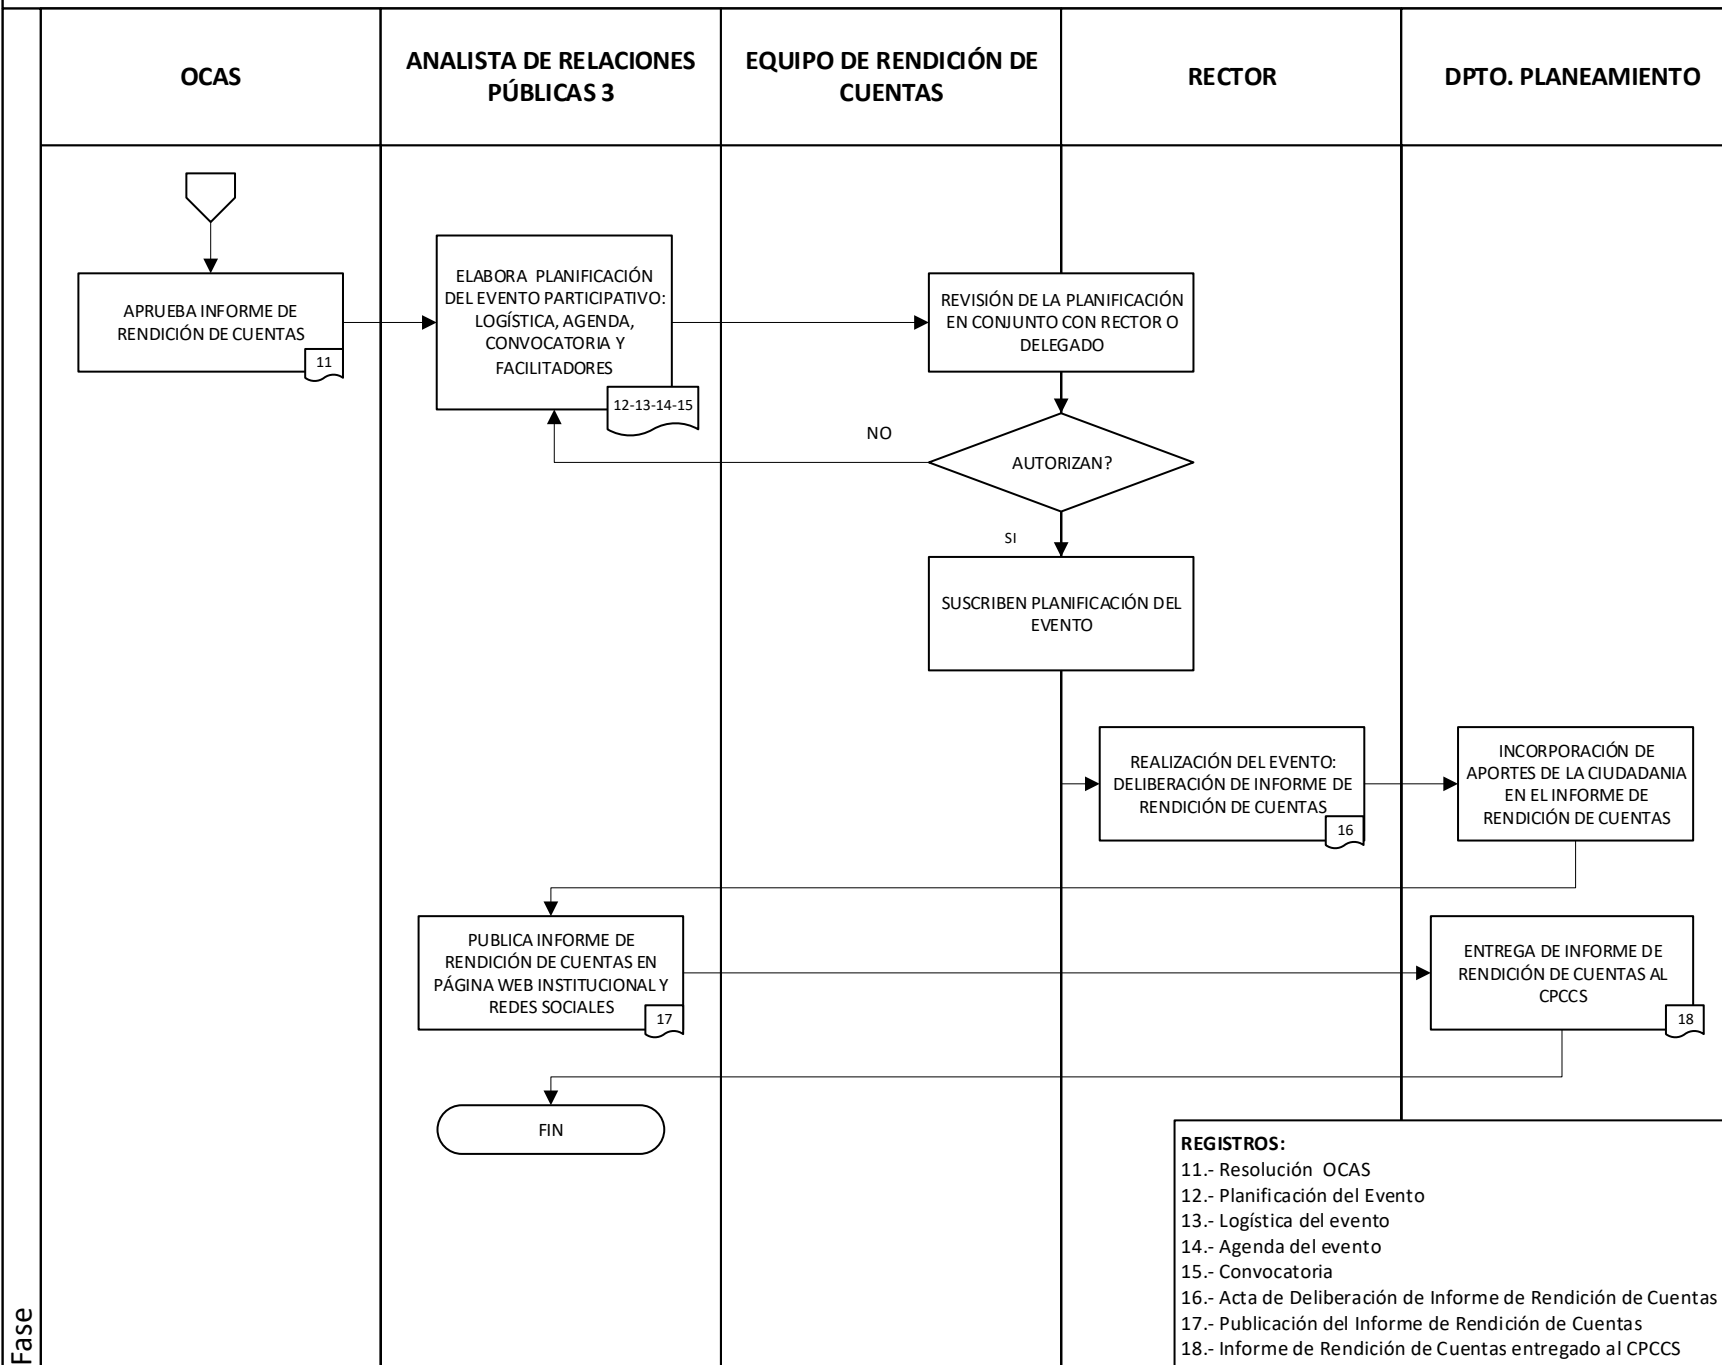 OCAS
ANALISTA DE RELACIONES
PÚBLICAS 3
EQUIPO DE RENDICIÓN DE
CUENTAS
RECTOR
DPTO. PLANEAMIENTO
APRUEBA INFORME DE
RENDICIÓN DE CUENTAS
11
ELABORA PLANIFICACIÓN
DEL EVENTO PARTICIPATIVO:
LOGÍSTICA, AGENDA,
CONVOCATORIA Y
FACILITADORES
12-13-14-15
REVISIÓN DE LA PLANIFICACIÓN
EN CONJUNTO CON RECTOR O
DELEGADO
NO
AUTORIZAN?
SI
SUSCRIBEN PLANIFICACIÓN DEL
EVENTO
REALIZACIÓN DEL EVENTO:
DELIBERACIÓN DE INFORME DE
RENDICIÓN DE CUENTAS
16
INCORPORACIÓN DE
APORTES DE LA CIUDADANIA
EN EL INFORME DE
RENDICIÓN DE CUENTAS
PUBLICA INFORME DE
RENDICIÓN DE CUENTAS EN
PÁGINA WEB INSTITUCIONAL Y
REDES SOCIALES
17
ENTREGA DE INFORME DE
RENDICIÓN DE CUENTAS AL
CPCCS
18
FIN
REGISTROS:
11.- Resolución OCAS
12.- Planificación del Evento
13.- Logística del evento
14.- Agenda del evento
15.- Convocatoria
16.- Acta de Deliberación de Informe de Rendición de Cuentas
17.- Publicación del Informe de Rendición de Cuentas
18.- Informe de Rendición de Cuentas entregado al CPCCS
Fase